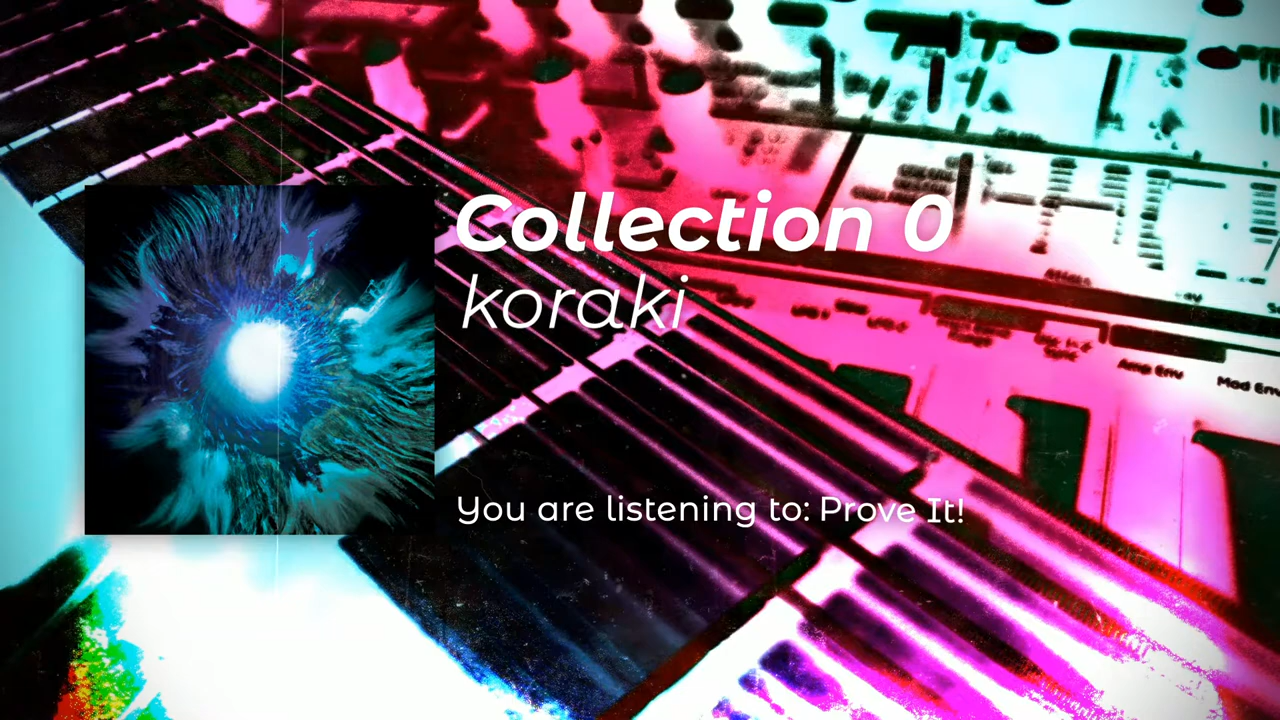 Collection 0
koraki
Amp Env
Mod Env
You are listening to: Prove It!